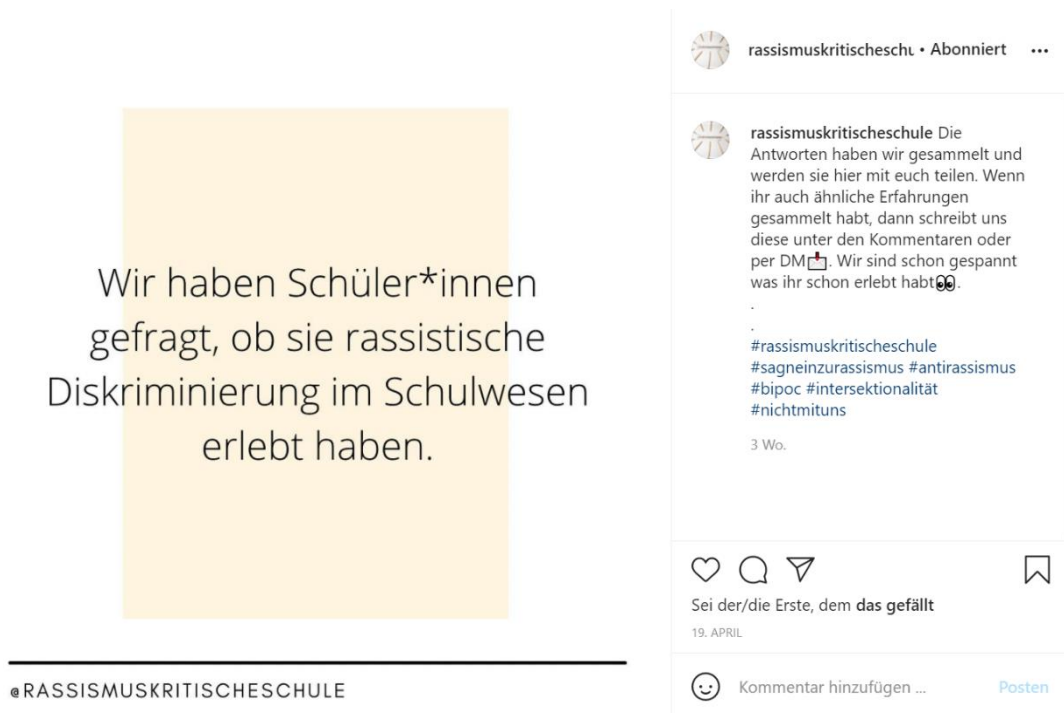 Wir haben Schüler*innen
gefragt, ob sie rassistische
Diskriminierung im Schulwesen
erlebt haben.
@RASSISMUSKRITISCHESCHULE
rassismuskritischeschu • Abonniert ...
rassismuskritischeschule Die
Antworten haben wir gesammelt und
werden sie hier mit euch teilen. Wenn
ihr auch ähnliche Erfahrungen
gesammelt habt, dann schreibt uns
diese unter den Kommentaren oder
per DM📩. Wir sind schon gespannt
was ihr schon erlebt habt👀.
.
.
#rassismuskritischeschule
#sagneinzurassismus #antirassismus
#bipoc #intersektionalität
#nichtmituns
3 Wo.
Sei der/die Erste, dem das gefällt
19. APRIL
Kommentar hinzufügen ... Posten